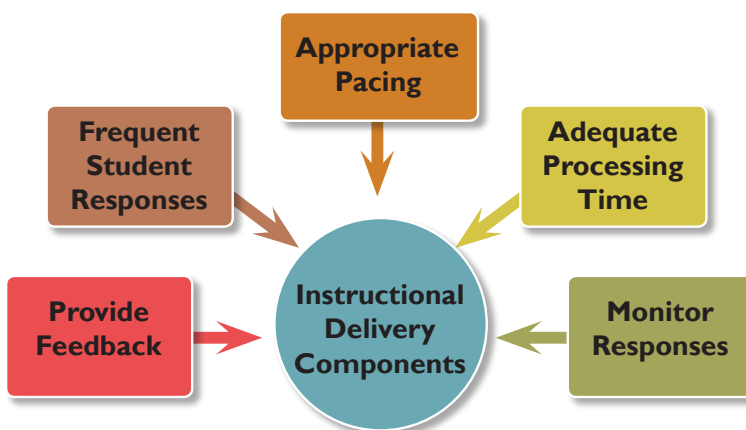 Appropriate
Pacing
Frequent
Student
Responses
Adequate
Processing
Time
Provide
Feedback
Instructional
Delivery
Components
Monitor
Responses